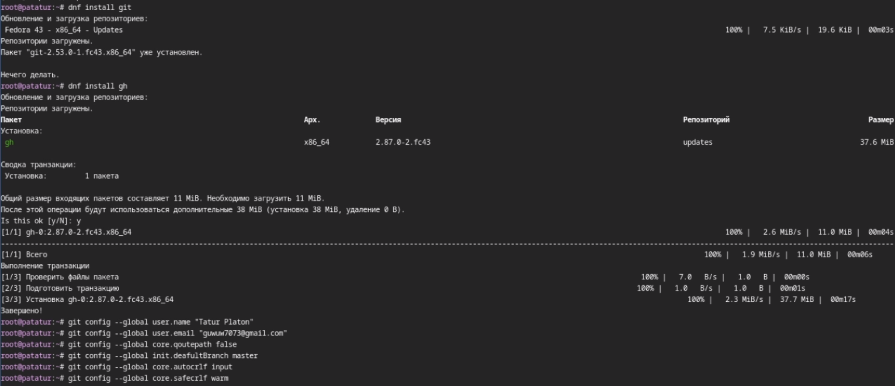 root@patatur:~# dnf install git
Обновление и загрузка репозиториев:
Fedora 43 - x86_64 - Updates 100% | 7.5 KiB/s | 19.6 KiB | 00m03s
Репозитории загружены.
Пакет "git-2.53.0-1.fc43.x86_64" уже установлен.
Нечего делать.
root@patatur:~# dnf install gh
Обновление и загрузка репозиториев:
Репозитории загружены.
Пакет Арх. Версия Репозиторий Размер
Установка:
gh x86_64 2.87.0-2.fc43 updates 37.6 MiB
Сводка транзакции:
Установка: 1 пакета
Общий размер входящих пакетов составляет 11 MiB. Необходимо загрузить 11 MiB.
После этой операции будут использоваться дополнительные 38 MiB (установка 38 MiB, удаление 0 B).
Is this ok [y/N]: y
[1/1] gh-0:2.87.0-2.fc43.x86_64 100% | 2.6 MiB/s | 11.0 MiB | 00m04s
--------------------------------------------------------------------------------
[1/1] Всего 100% | 1.9 MiB/s | 11.0 MiB | 00m06s
Выполнение транзакции
[1/3] Проверить файлы пакета 100% | 7.0 B/s | 1.0 B | 00m00s
[2/3] Подготовить транзакцию 100% | 1.0 B/s | 1.0 B | 00m01s
[3/3] Установка gh-0:2.87.0-2.fc43.x86_64 100% | 2.3 MiB/s | 37.7 MiB | 00m17s
Завершено!
root@patatur:~# git config --global user.name "Tatur Platon"
root@patatur:~# git config --global user.email "guwuw7073@gmail.com"
root@patatur:~# git config --global core.qoutepath false
root@patatur:~# git config --global init.deafultBranch master
root@patatur:~# git config --global core.autocrlf input
root@patatur:~# git config --global core.safecrlf warm